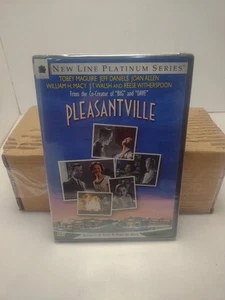 NEW LINE PLATINUM SERIES
TOBEY MAGUIRE JEFF DANIELS JOAN ALLEN
WILLIAM H. MACY J.T. WALSH AND REESE WITHERSPOON
From the Co-Creator of "BIG" and "DAVE"
PLEASANTVILLE